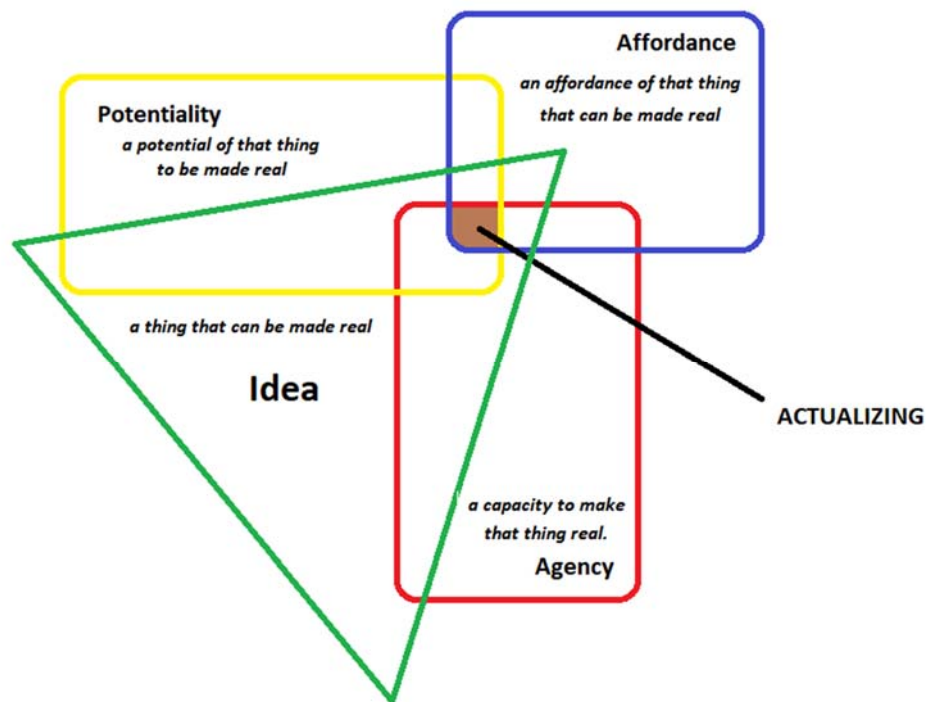 Affordance
an affordance of that thing
that can be made real
Potentiality
a potential of that thing
to be made real
a thing that can be made real
Idea
ACTUALIZING
a capacity to make
that thing real.
Agency